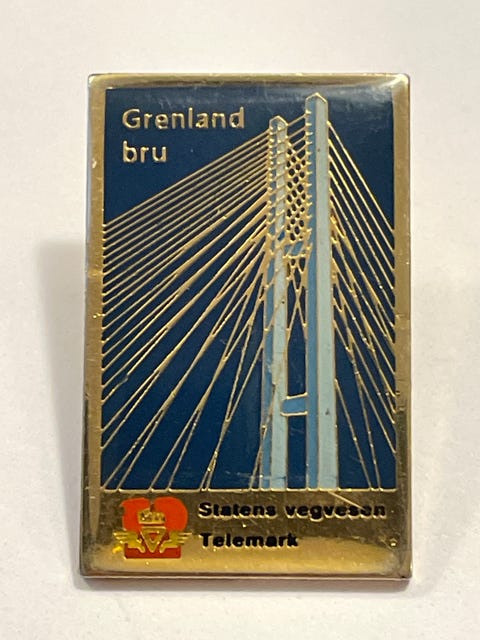 Grenland
bru
Statens vegvesen
Telemark